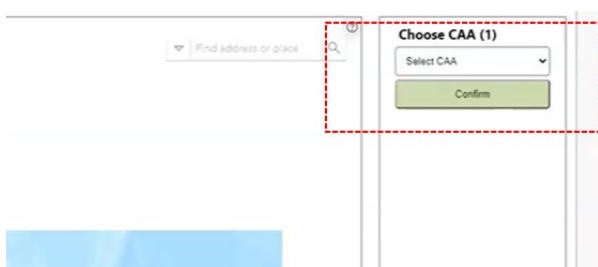 Find address or place
Choose CAA (1)
Select CAA
Confirm